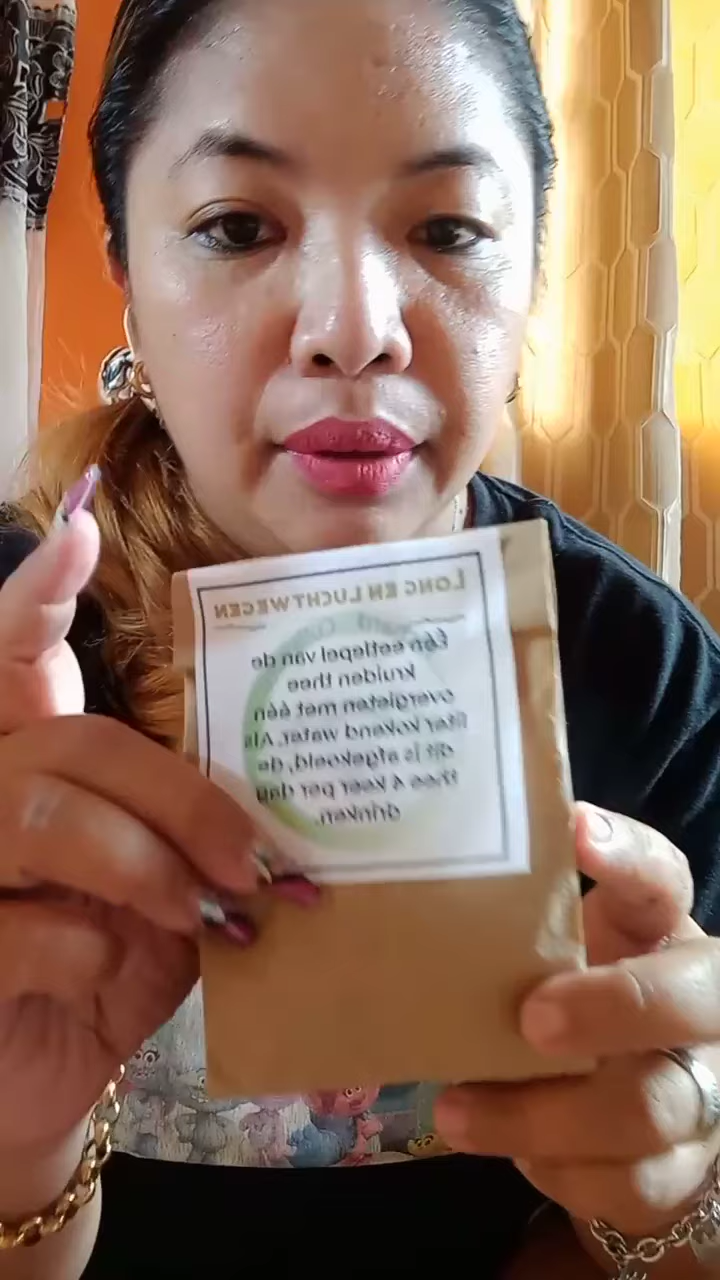 LONG EN LUCHTWEGEN
Één eetlepel van de
kruiden thee
overgieten met één
liter kokend water. Als
dit is afgekoeld, de
thee 4 keer per dag
drinken.